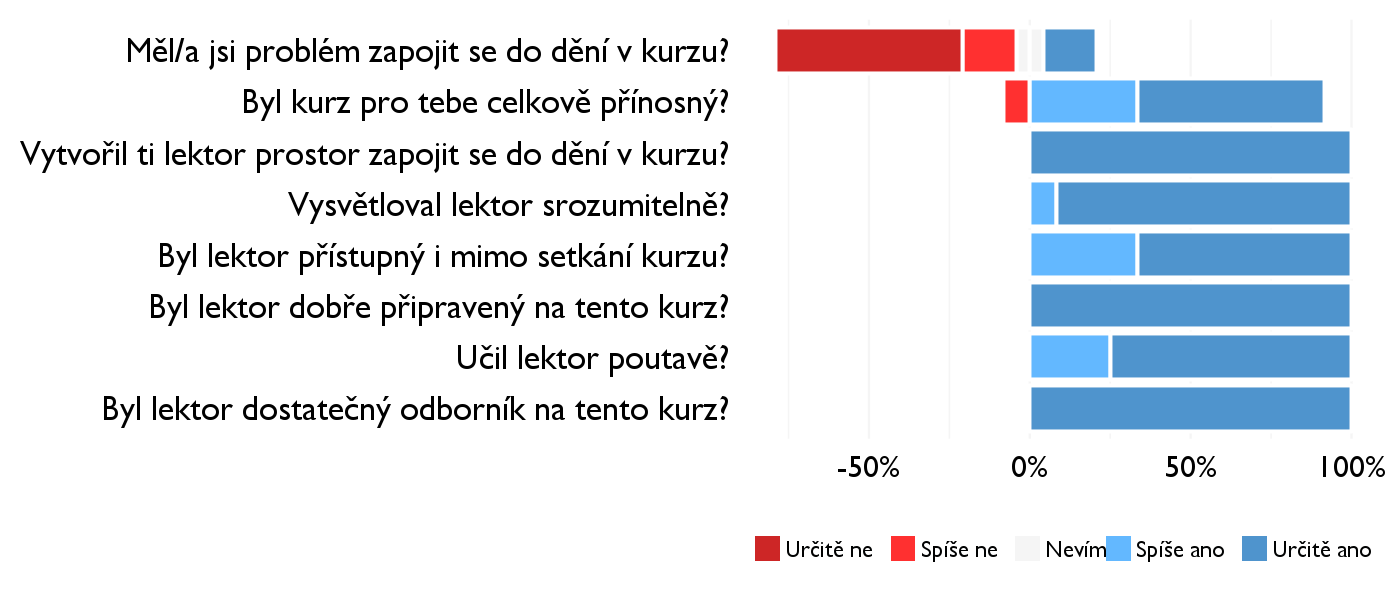 Měl/a jsi problém zapojit se do dění v kurzu?
Byl kurz pro tebe celkově přínosný?
Vytvořil ti lektor prostor zapojit se do dění v kurzu?
Vysvětloval lektor srozumitelně?
Byl lektor přístupný i mimo setkání kurzu?
Byl lektor dobře připravený na tento kurz?
Učil lektor poutavě?
Byl lektor dostatečný odborník na tento kurz?
-50% 0% 50% 100%
Určitě ne Spíše ne Nevím Spíše ano Určitě ano